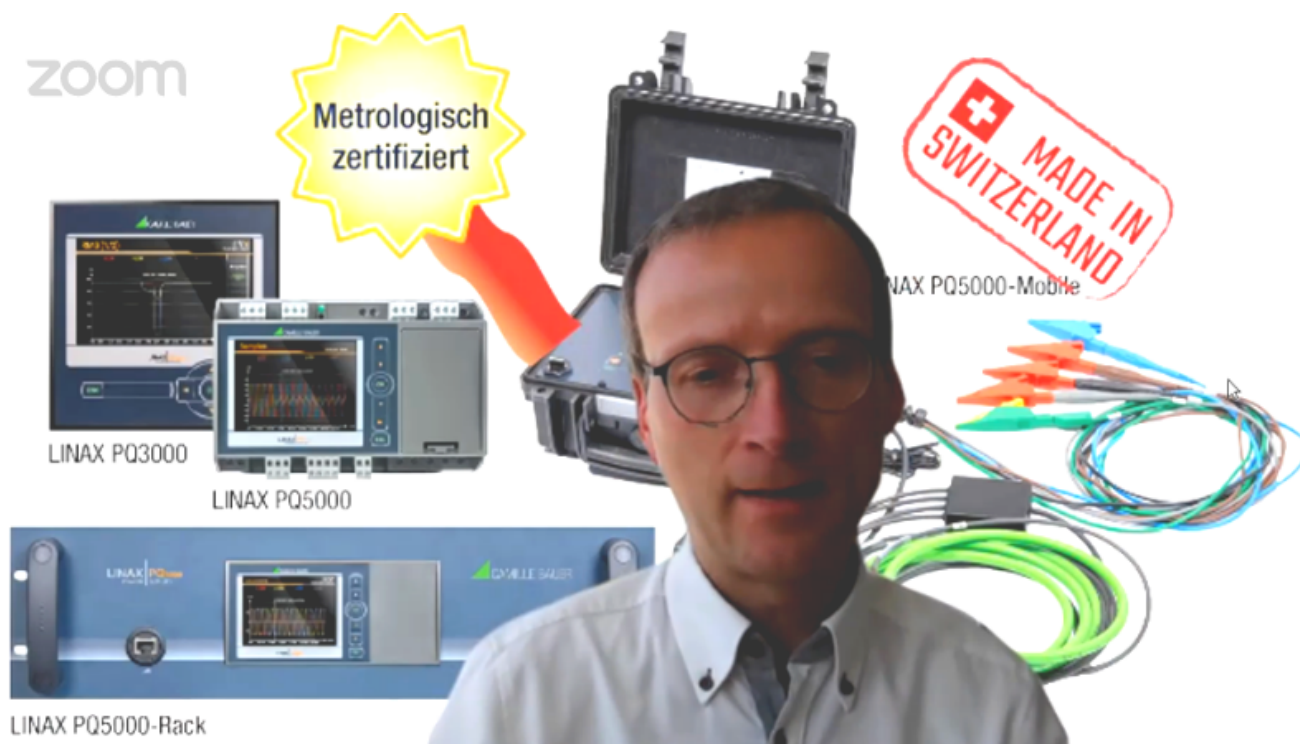 zoom
Metrologisch
zertifiziert
MADE IN
SWITZERLAND
NAX PQ5000-Mobile
LINAX PQ3000
LINAX PQ5000
LINAX PQ
CAMILLE BAUER
LINAX PQ5000-Rack